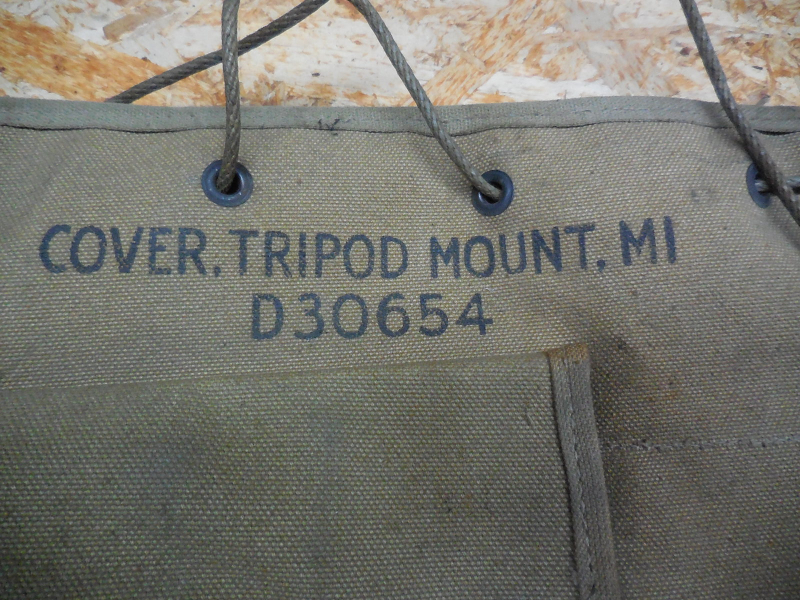 COVER, TRIPOD MOUNT, M1
D30654